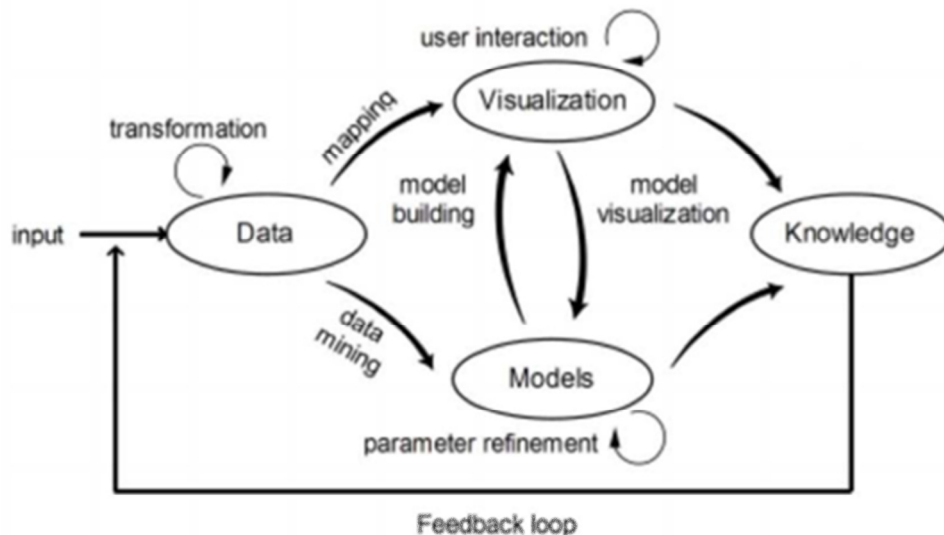 user interaction
Visualization
transformation
mapping
model
building
model
visualization
input
Data
Knowledge
data
mining
Models
parameter refinement
Feedback loop